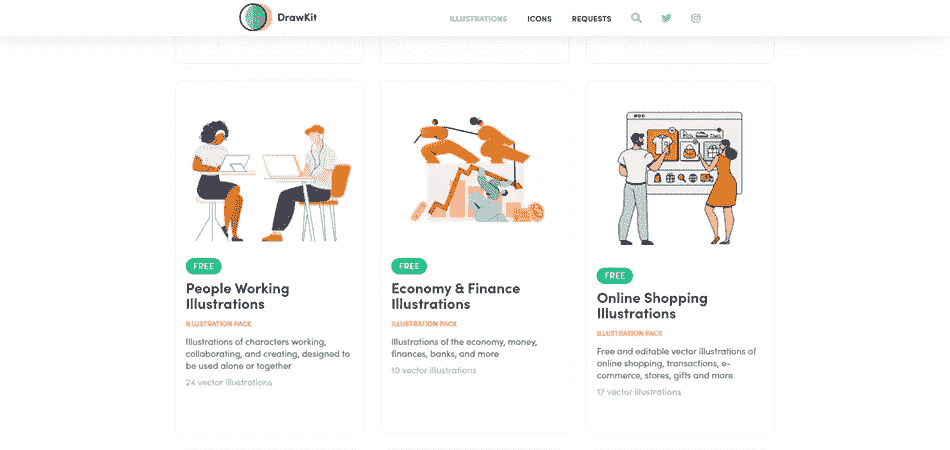 DrawKit
ILLUSTRATIONS ICONS REQUESTS
FREE
People Working
Illustrations
ILLUSTRATION PACK
Illustrations of characters working,
collaborating, and creating, designed to
be used alone or together
24 vector illustrations
FREE
Economy & Finance
Illustrations
ILLUSTRATION PACK
Illustrations of the economy, money,
finances, banks, and more
10 vector illustrations
FREE
Online Shopping
Illustrations
ILLUSTRATION PACK
Free and editable vector illustrations of
online shopping, transactions, e-
commerce, stores, gifts and more
17 vector illustrations